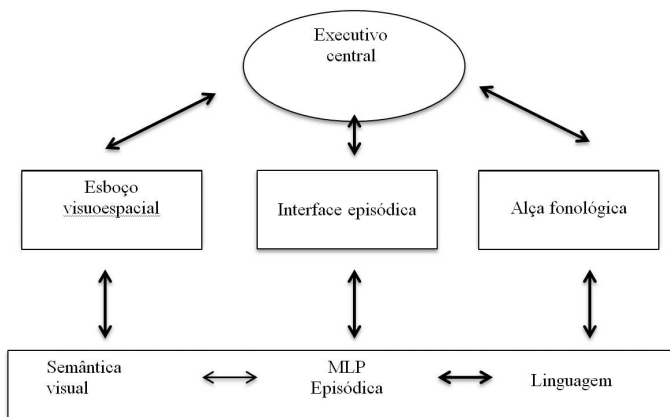 Executivo
central
Esboço
visuoespacial
Interface episódica
Alça fonológica
Semântica
visual
MLP
Episódica
Linguagem